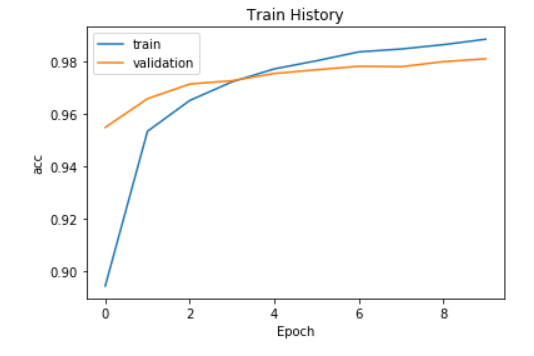 Train History
train
validation
acc
0.98
0.96
0.94
0.92
0.90
0 2 4 6 8
Epoch